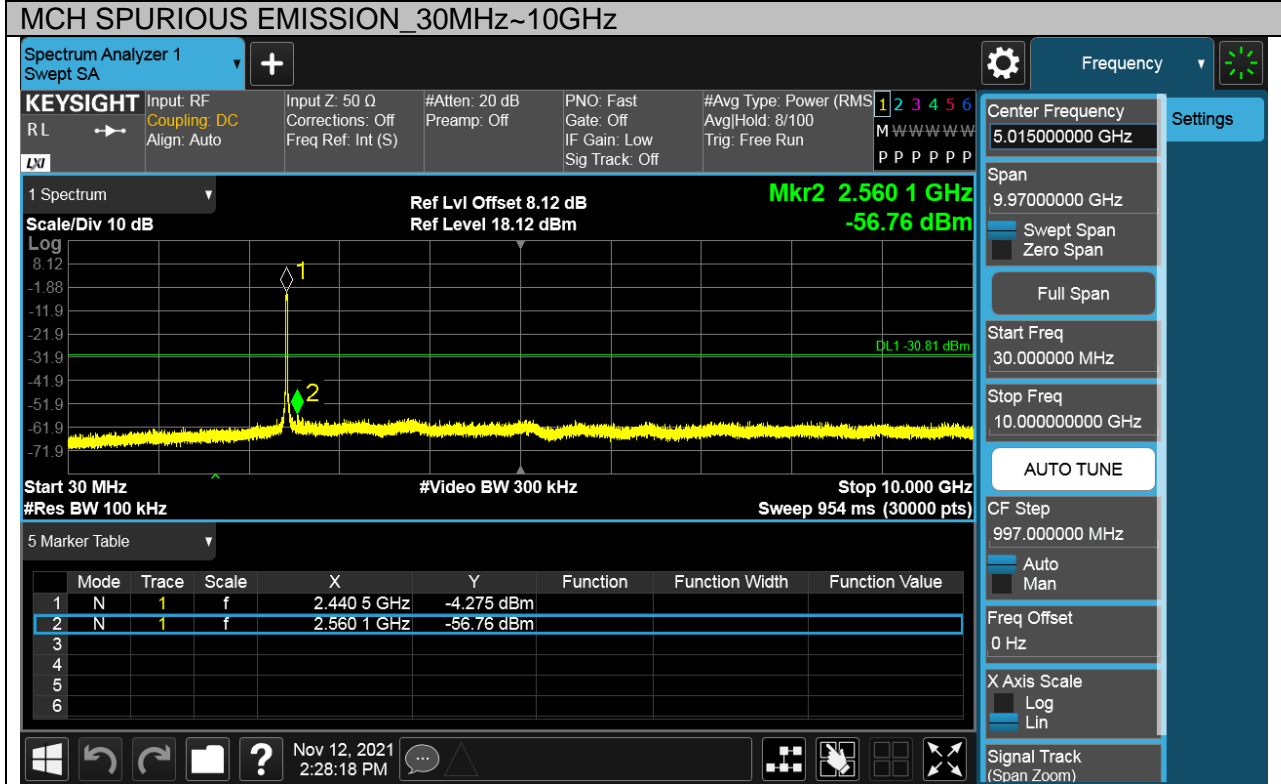 MCH SPURIOUS EMISSION_30MHz~10GHz
Spectrum Analyzer 1
Swept SA
Frequency
KEYSIGHT
RL
LXI
Input: RF
Coupling: DC
Align: Auto
Input Z: 50 Ω
Corrections: Off
Freq Ref: Int (S)
#Atten: 20 dB
Preamp: Off
PNO: Fast
Gate: Off
IF Gain: Low
Sig Track: Off
#Avg Type: Power (RMS
Avg|Hold: 8/100
Trig: Free Run
1 2 3 4 5 6
M W W W W W
P P P P P P
1 Spectrum
Scale/Div 10 dB
Ref Lvl Offset 8.12 dB
Ref Level 18.12 dBm
Mkr2 2.560 1 GHz
-56.76 dBm
Log
8.12
-1.88
-11.9
-21.9
-31.9
-41.9
-51.9
-61.9
-71.9
1
2
DL1 -30.81 dBm
Start 30 MHz
#Video BW 300 kHz
Stop 10.000 GHz
#Res BW 100 kHz
Sweep 954 ms (30000 pts)
5 Marker Table
Mode Trace Scale X Y Function Function Width Function Value
1 N 1 f 2.440 5 GHz -4.275 dBm
2 N 1 f 2.560 1 GHz -56.76 dBm
3
4
5
6
Nov 12, 2021
2:28:18 PM
Center Frequency
5.015000000 GHz
Settings
Span
9.97000000 GHz
Swept Span
Zero Span
Full Span
Start Freq
30.000000 MHz
Stop Freq
10.000000000 GHz
AUTO TUNE
CF Step
997.000000 MHz
Auto
Man
Freq Offset
0 Hz
X Axis Scale
Log
Lin
Signal Track
(Span Zoom)